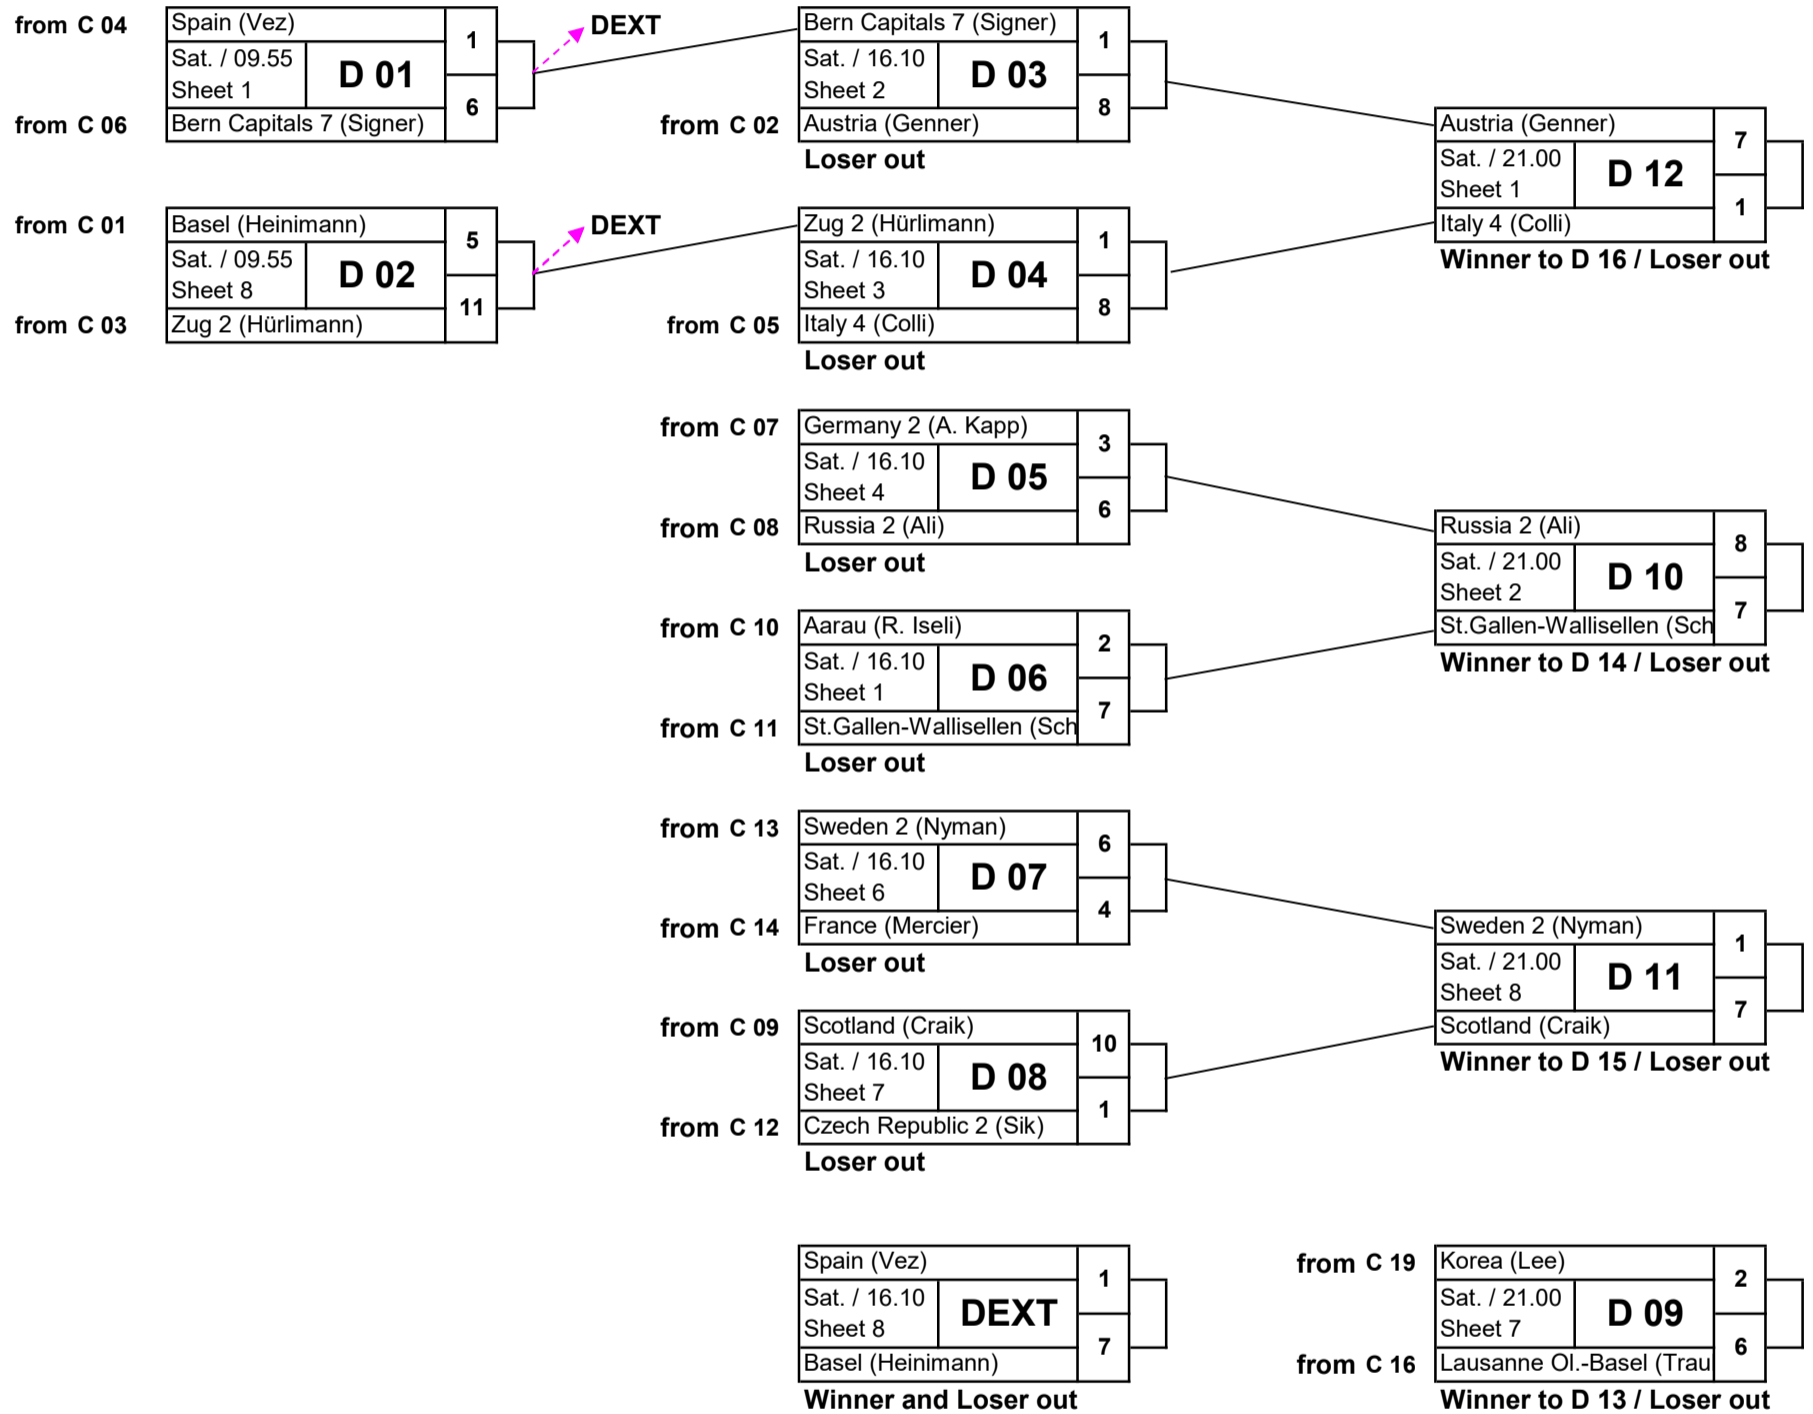 from C 04
Spain (Vez)
1
Sat. / 09.55
Sheet 1
D 01
6
from C 06
Bern Capitals 7 (Signer)
DEXT
from C 01
Basel (Heinimann)
5
Sat. / 09.55
Sheet 8
D 02
11
from C 03
Zug 2 (Hürlimann)
DEXT
Bern Capitals 7 (Signer)
1
Sat. / 16.10
Sheet 2
D 03
8
from C 02
Austria (Genner)
Loser out
Zug 2 (Hürlimann)
1
Sat. / 16.10
Sheet 3
D 04
8
from C 05
Italy 4 (Colli)
Loser out
from C 07
Germany 2 (A. Kapp)
3
Sat. / 16.10
Sheet 4
D 05
6
from C 08
Russia 2 (Ali)
Loser out
from C 10
Aarau (R. Iseli)
2
Sat. / 16.10
Sheet 1
D 06
7
from C 11
St.Gallen-Wallisellen (Sch
Loser out
from C 13
Sweden 2 (Nyman)
6
Sat. / 16.10
Sheet 6
D 07
4
from C 14
France (Mercier)
Loser out
from C 09
Scotland (Craik)
10
Sat. / 16.10
Sheet 7
D 08
1
from C 12
Czech Republic 2 (Sik)
Loser out
Spain (Vez)
1
Sat. / 16.10
Sheet 8
DEXT
7
Basel (Heinimann)
Winner and Loser out
Austria (Genner)
7
Sat. / 21.00
Sheet 1
D 12
1
Italy 4 (Colli)
Winner to D 16 / Loser out
Russia 2 (Ali)
8
Sat. / 21.00
Sheet 2
D 10
7
St.Gallen-Wallisellen (Sch
Winner to D 14 / Loser out
Sweden 2 (Nyman)
1
Sat. / 21.00
Sheet 8
D 11
7
Scotland (Craik)
Winner to D 15 / Loser out
from C 19
Korea (Lee)
2
Sat. / 21.00
Sheet 7
D 09
6
from C 16
Lausanne Ol.-Basel (Trau
Winner to D 13 / Loser out